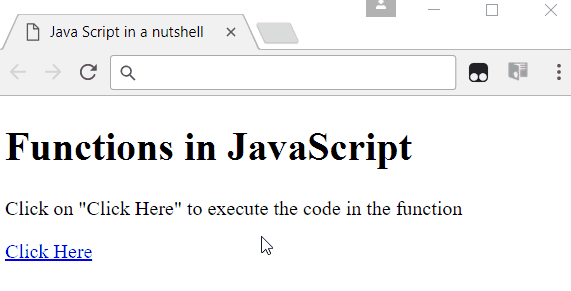 Java Script in a nutshell
Functions in JavaScript
Click on "Click Here" to execute the code in the function
Click Here